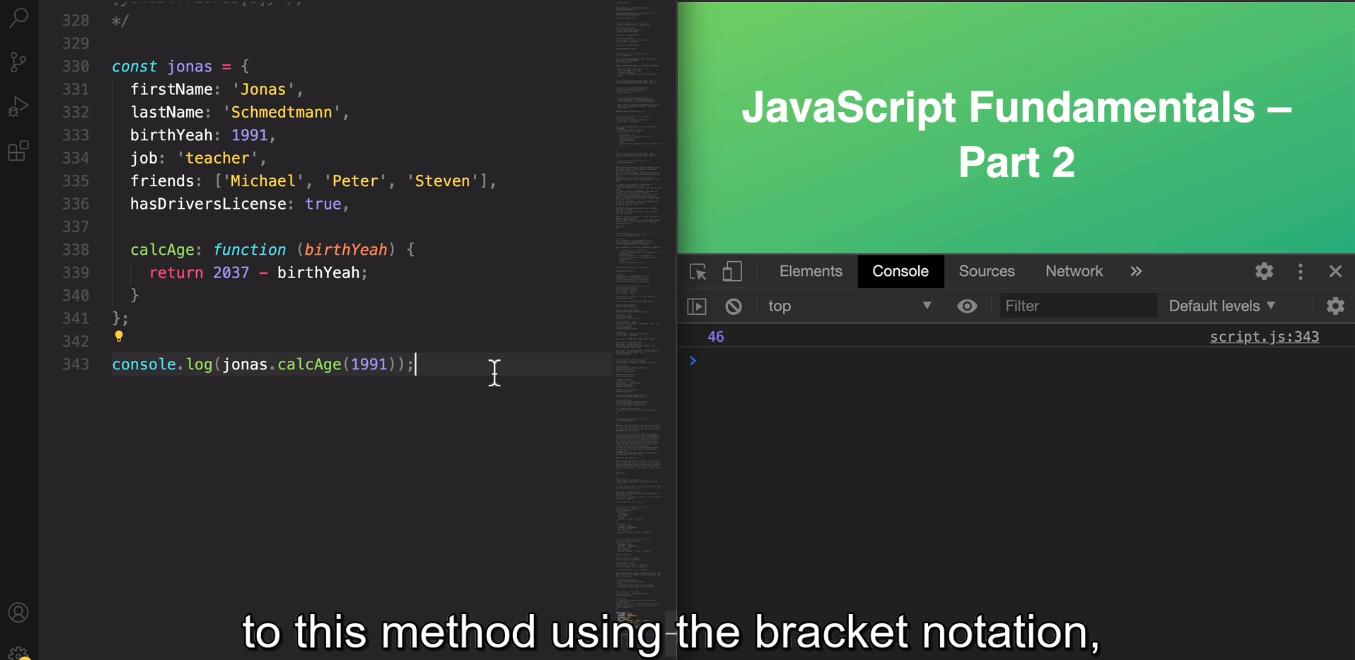 328 */
329
330 const jonas = {
331 firstName: 'Jonas',
332 lastName: 'Schmedtmann',
333 birthYeah: 1991,
334 job: 'teacher',
335 friends: ['Michael', 'Peter', 'Steven'],
336 hasDriversLicense: true,
337
338 calcAge: function (birthYeah) {
339 return 2037 - birthYeah;
340 }
341 };
342
343 console.log(jonas.calcAge(1991));
JavaScript Fundamentals –
Part 2
Elements Console Sources Network »
top Filter Default levels
46 script.js:343
to this method using the bracket notation,